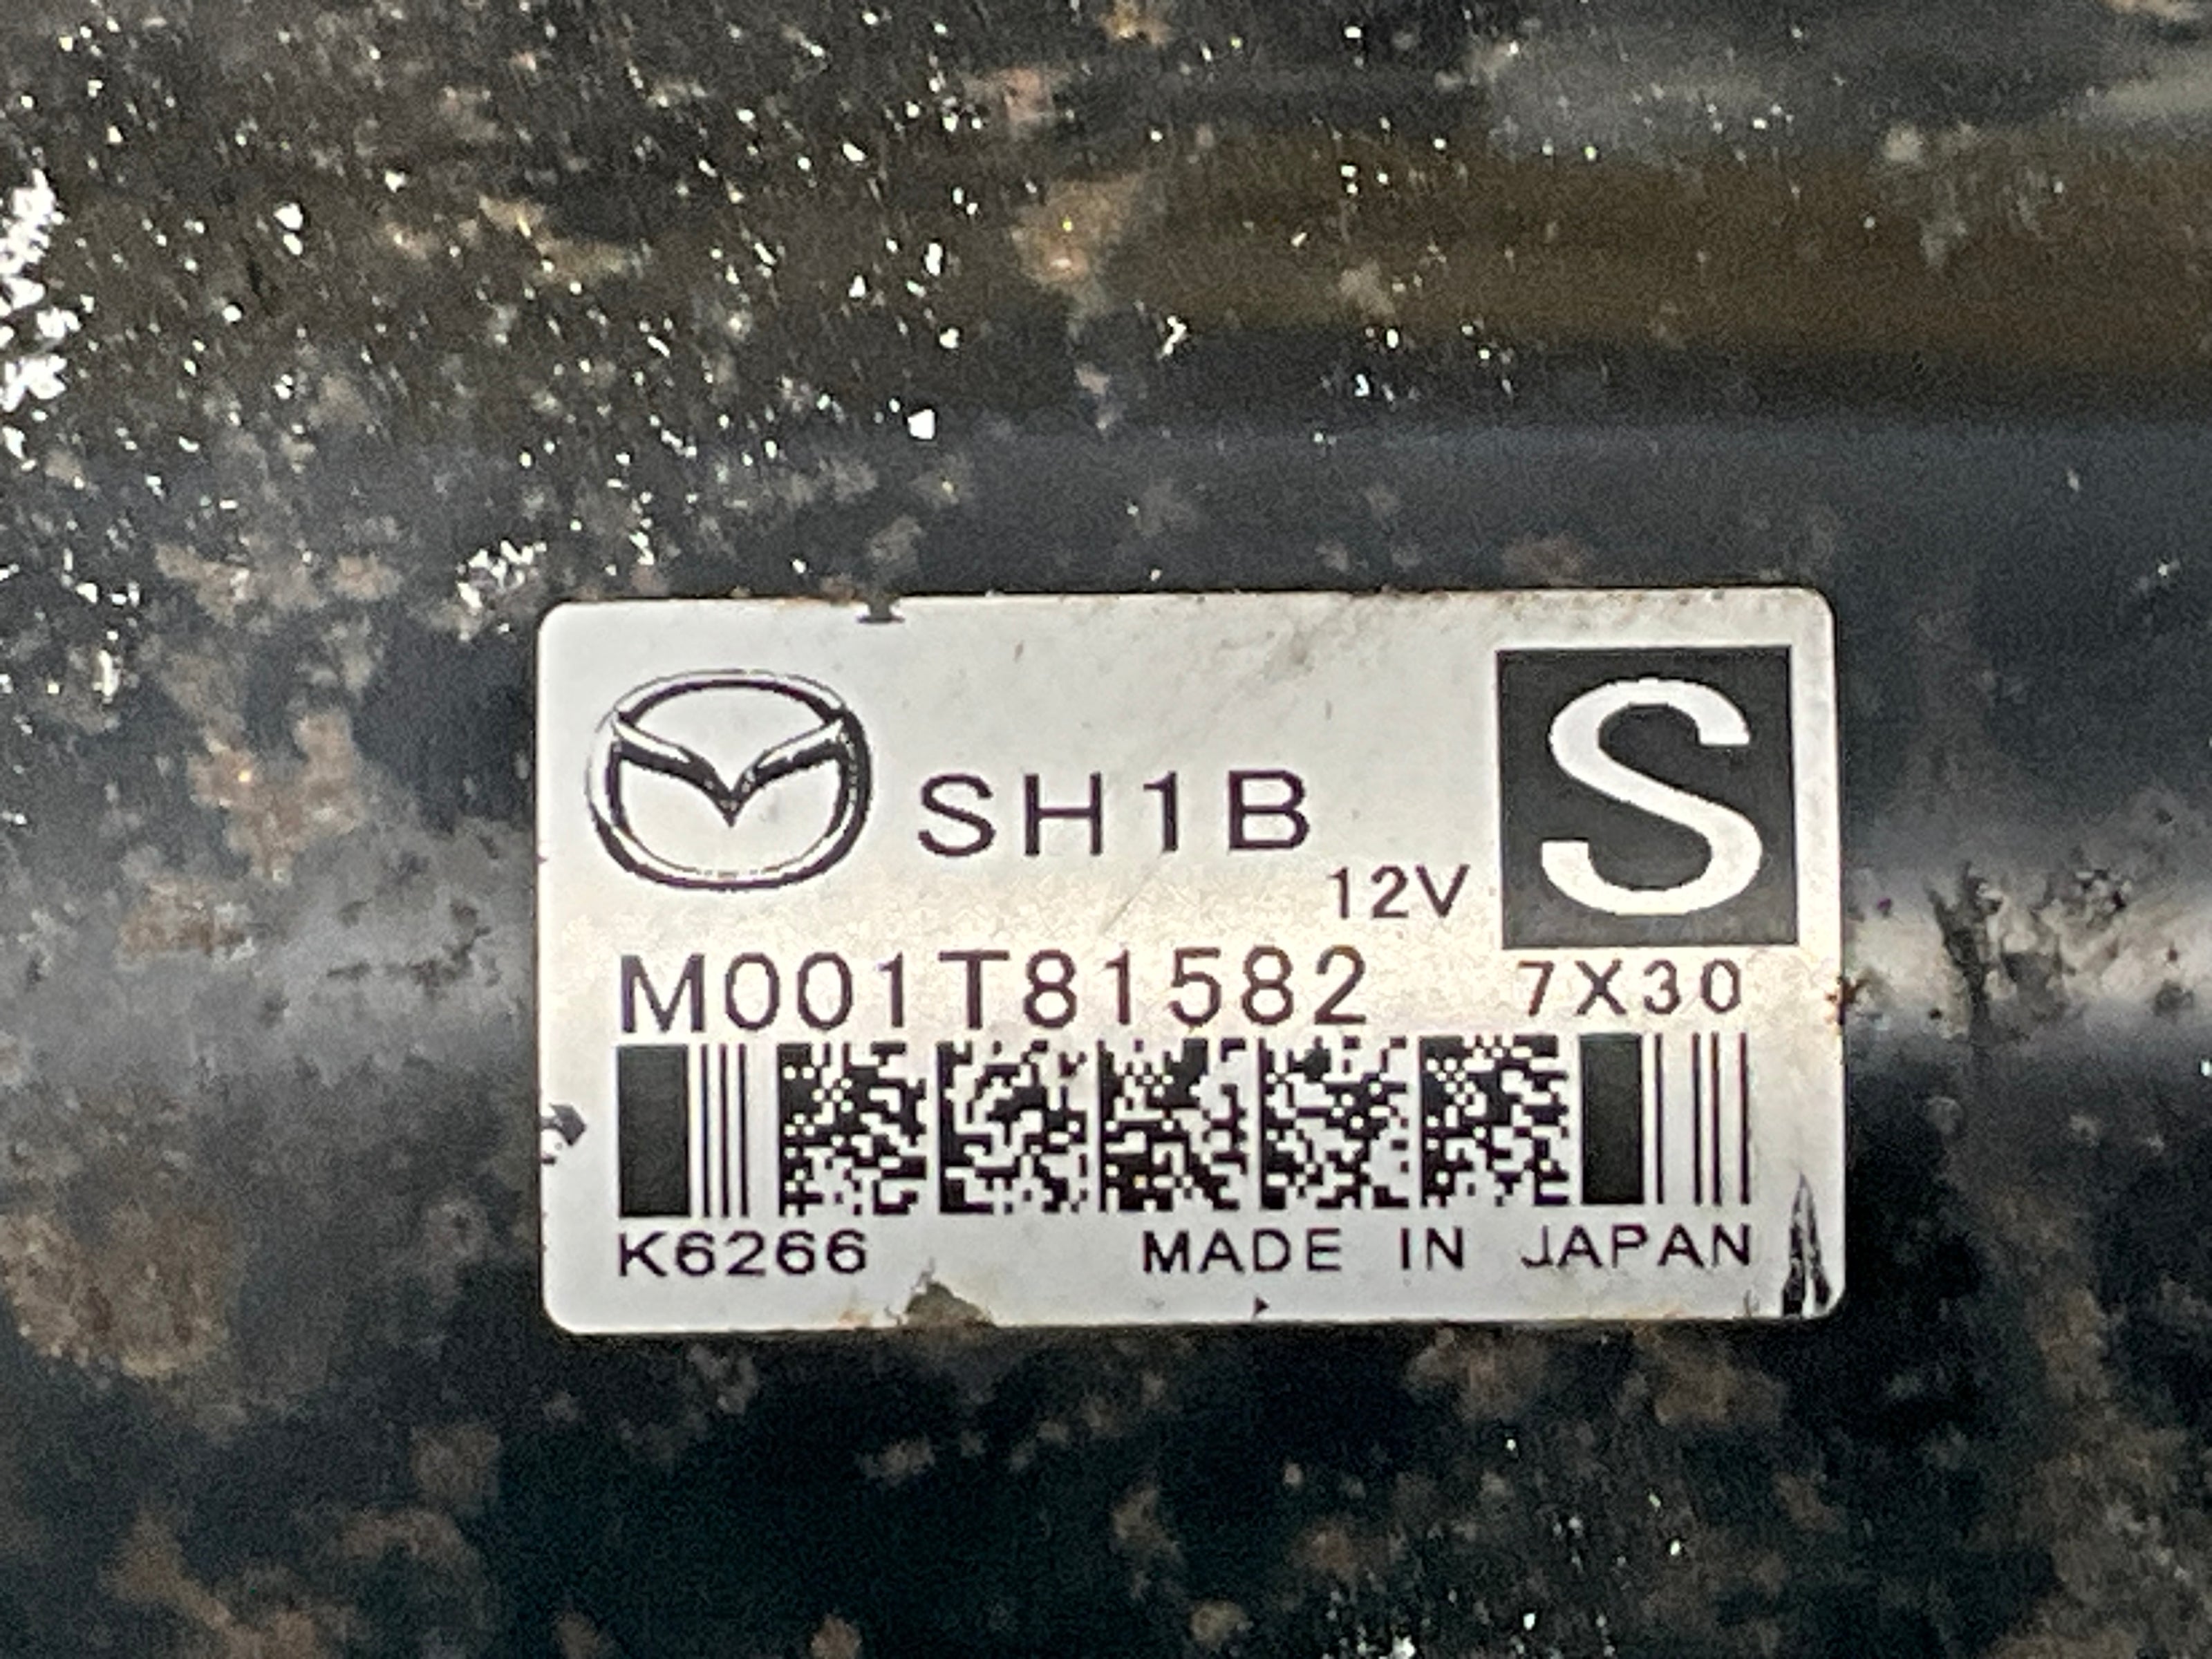 SH1B
S
12V
M001T81582
7X30
K6266
MADE IN JAPAN